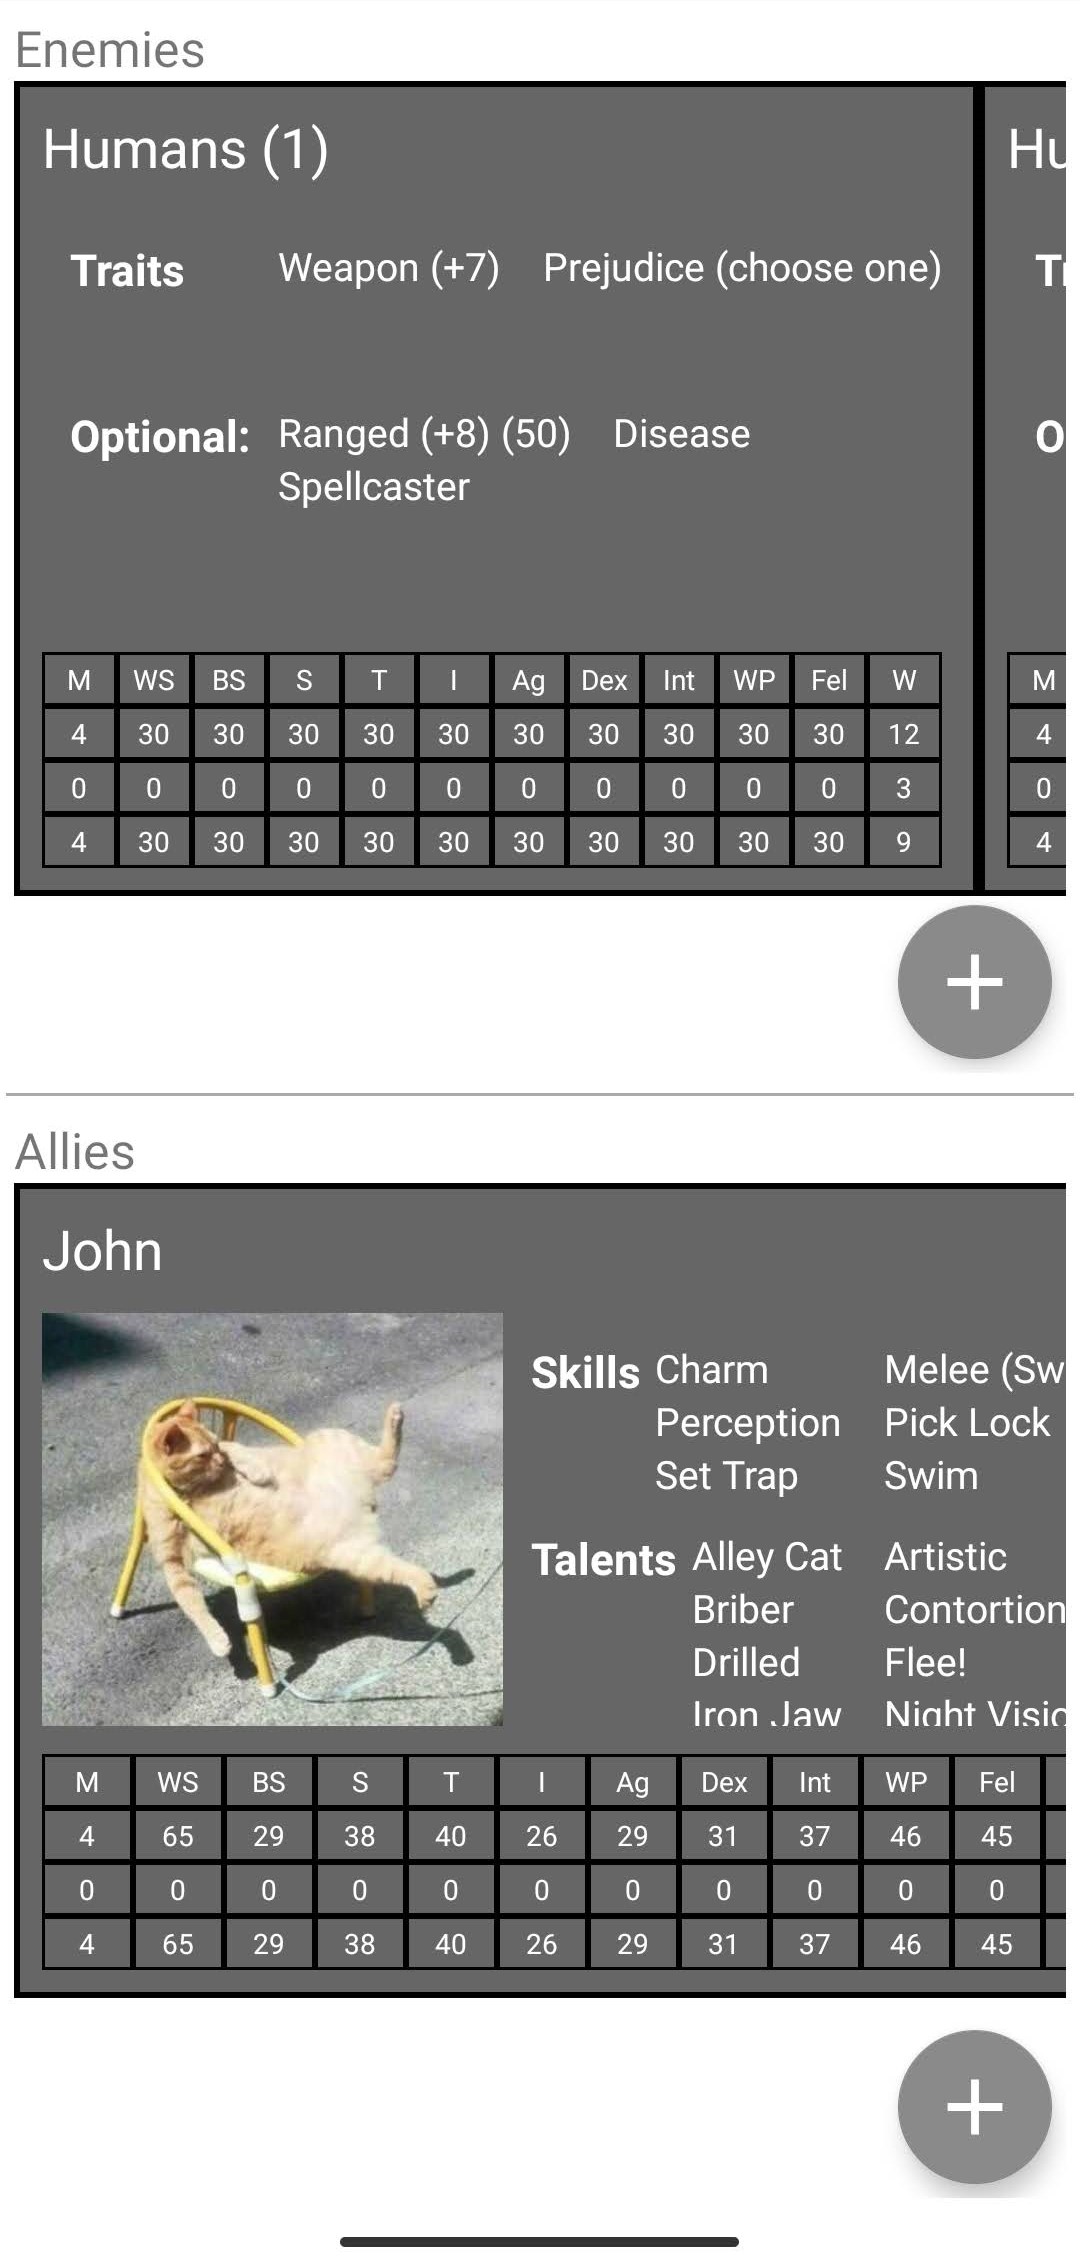 Enemies
Humans (1)
Hu
Traits Weapon (+7) Prejudice (choose one)
Tr
Optional: Ranged (+8) (50) Disease
O
Spellcaster
M WS BS S T I Ag Dex Int WP Fel W
M
4 30 30 30 30 30 30 30 30 30 30 12
4
0 0 0 0 0 0 0 0 0 0 0 3
0
4 30 30 30 30 30 30 30 30 30 30 9
4
+
Allies
John
Skills Charm Melee (Sw
Perception Pick Lock
Set Trap Swim
Talents Alley Cat Artistic
Briber Contortion
Drilled Flee!
Iron Jaw Night Visio
M WS BS S T I Ag Dex Int WP Fel
4 65 29 38 40 26 29 31 37 46 45
0 0 0 0 0 0 0 0 0 0 0
4 65 29 38 40 26 29 31 37 46 45
+